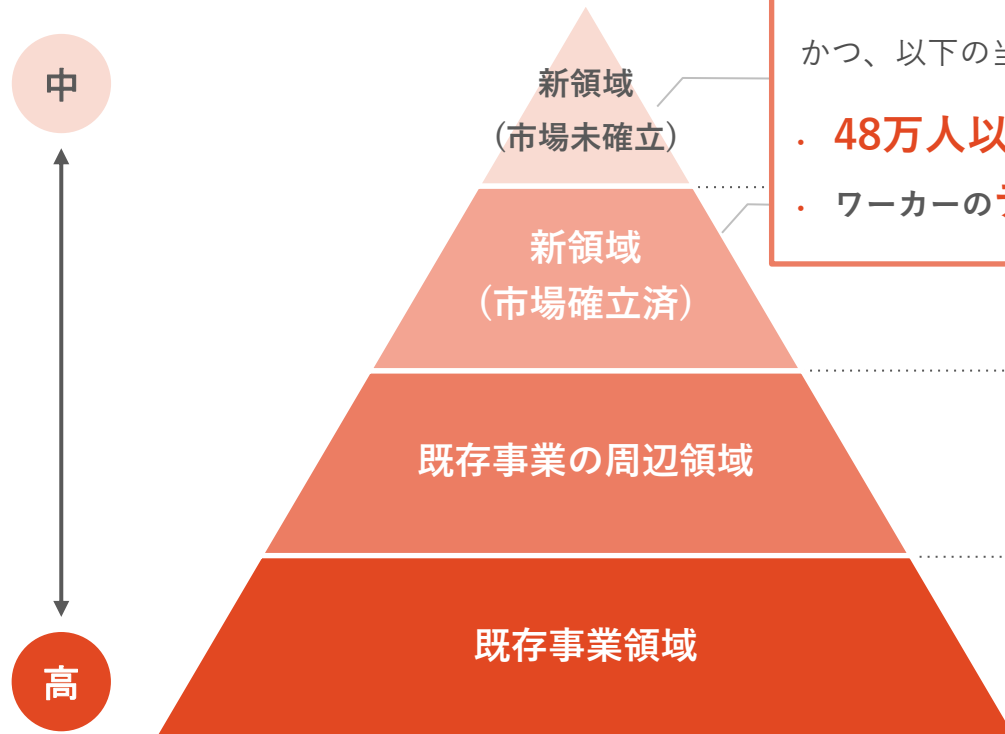 中
高
新領域
（市場未確立）
新領域
（市場確立済）
既存事業の周辺領域
既存事業領域
かつ、以下の
・48万人以
・ワーカーの